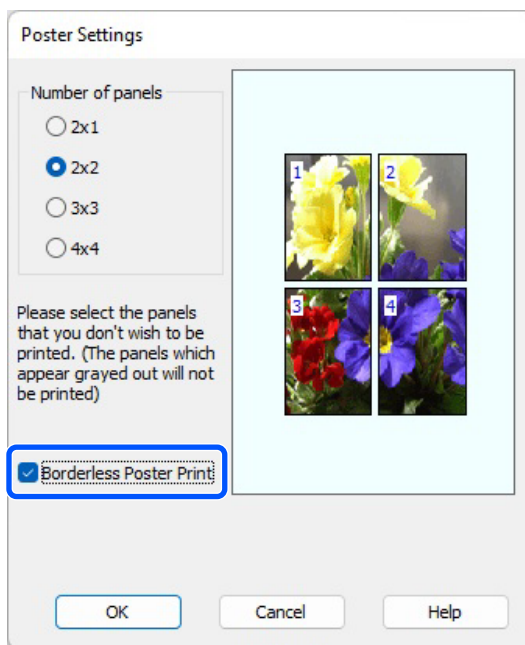 Poster Settings
Number of panels
2x1
2x2
3x3
4x4
1
2
3
4
Please select the panels
that you don't wish to be
printed. (The panels which
appear grayed out will not
be printed)
Borderless Poster Print
OK
Cancel
Help